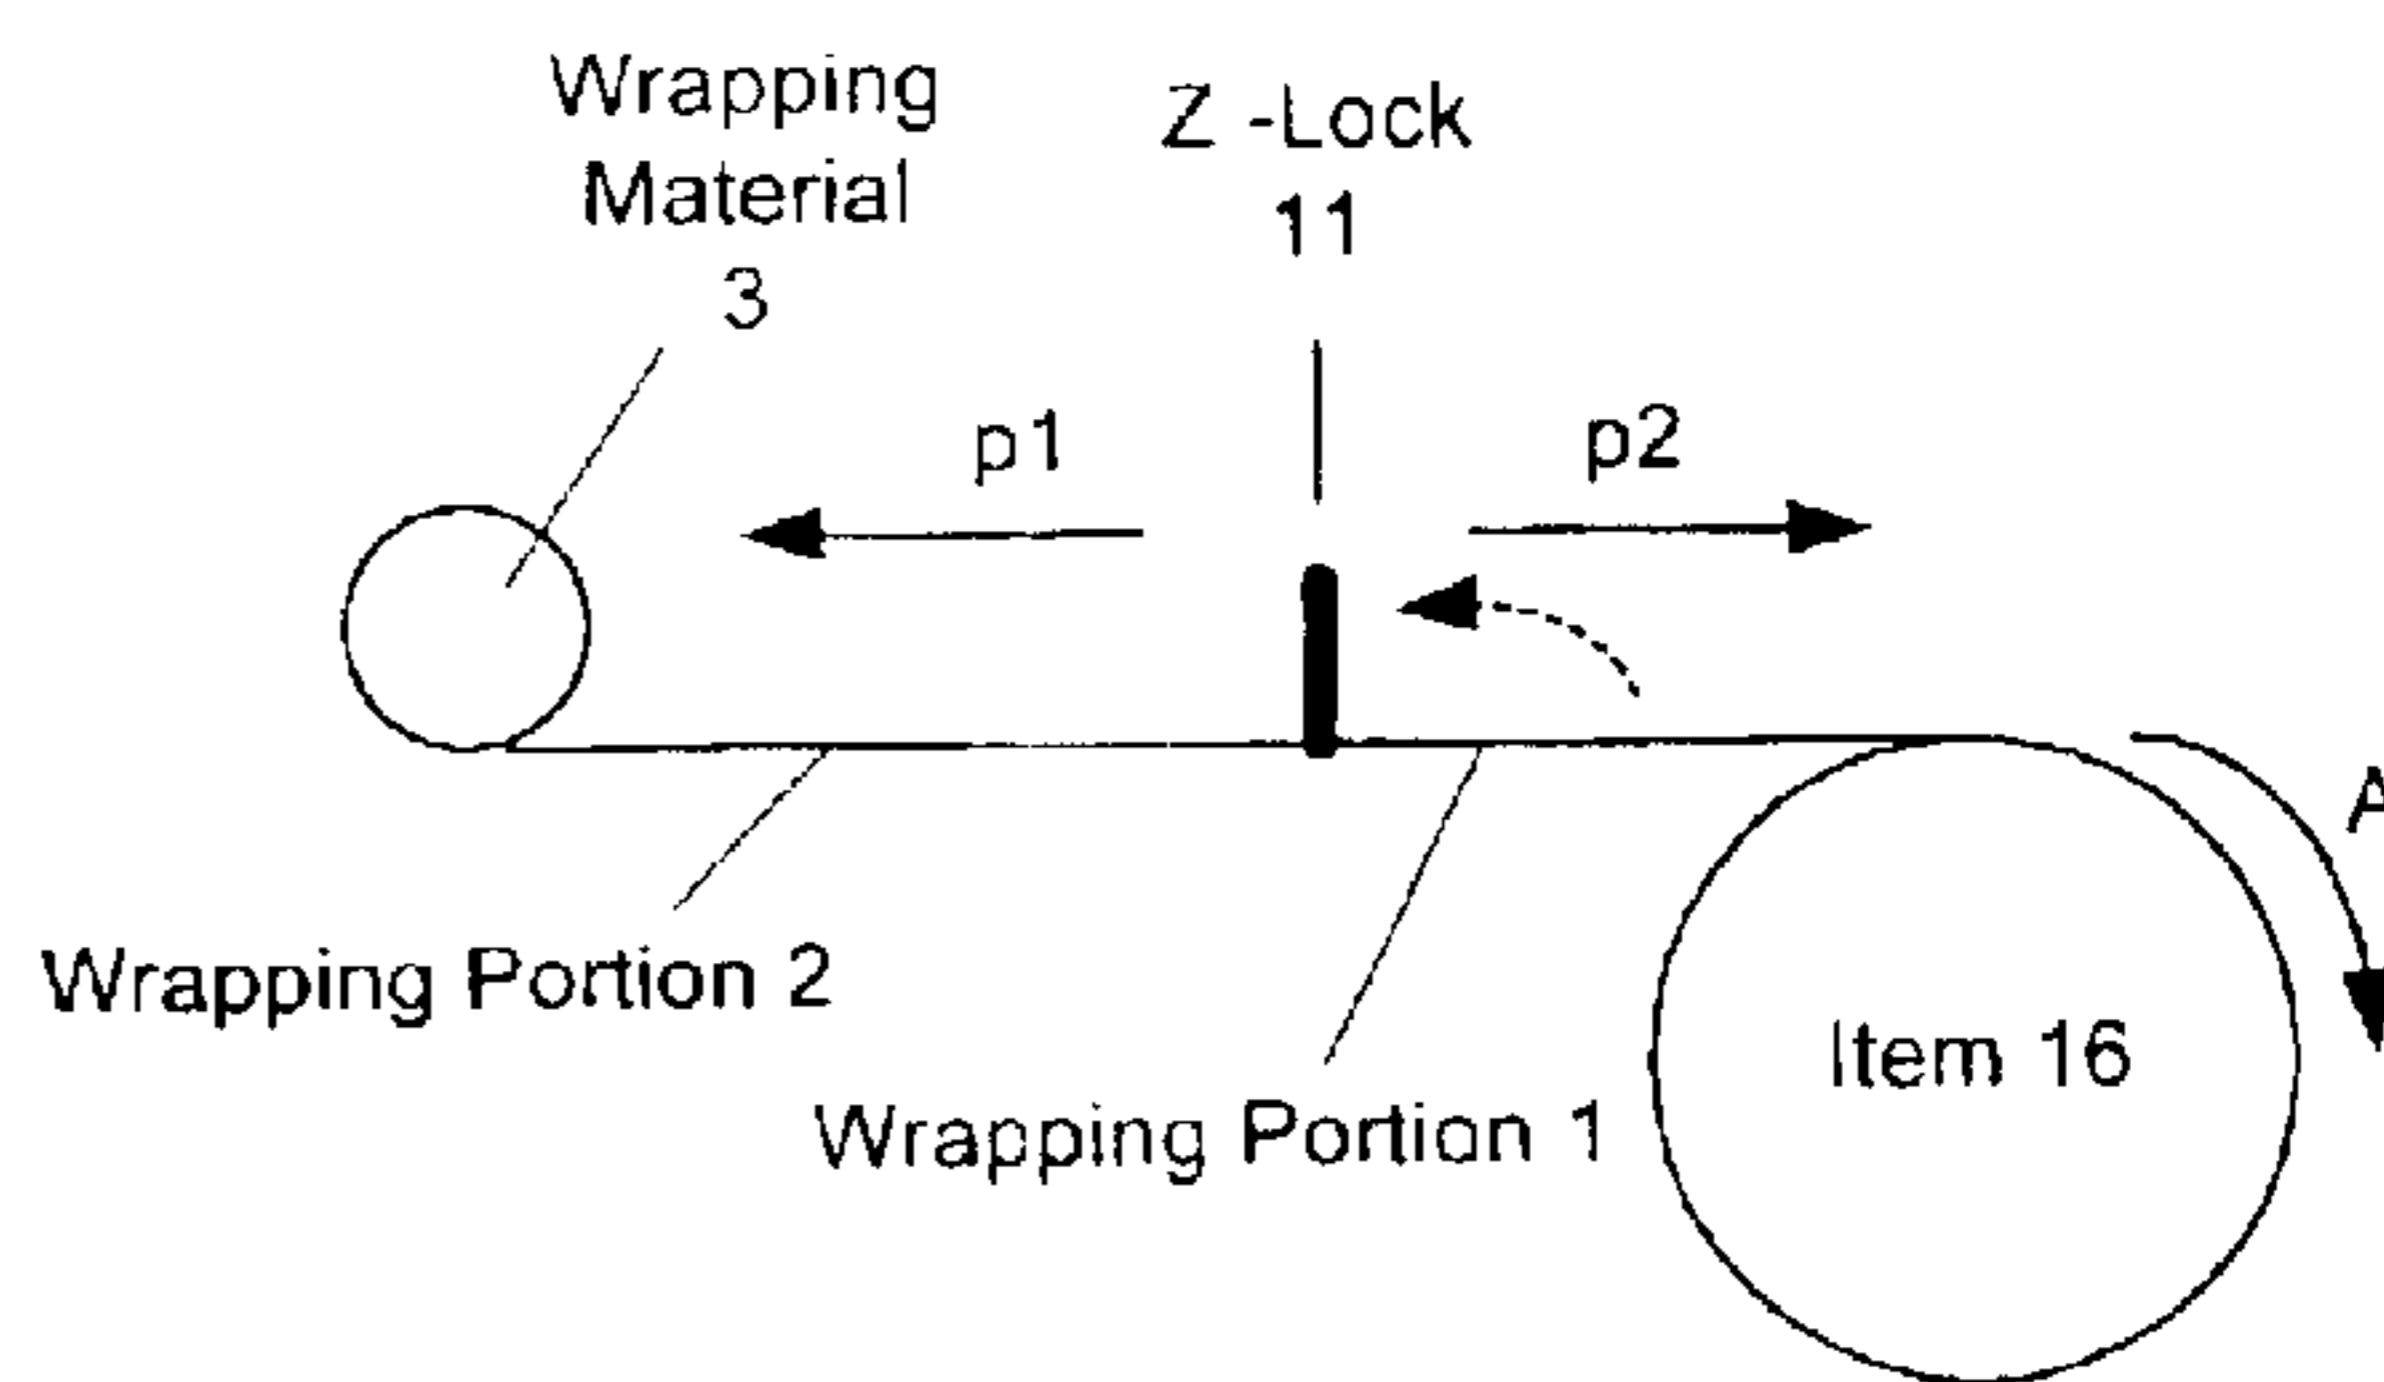 Wrapping
Material
3
Z -Lock
11
p1
p2
A
Wrapping Portion 2
Item 16
Wrapping Portion 1